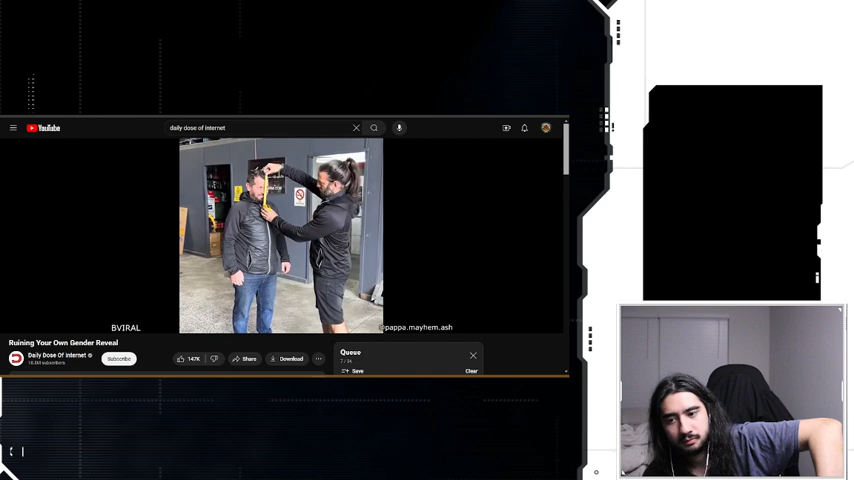 YouTube
daily dose of internet
BVIRAL
@pappa.mayhem.ash
Ruining Your Own Gender Reveal
Daily Dose Of Internet
Subscribe
147K
Share
Download
Queue
Save
Clear